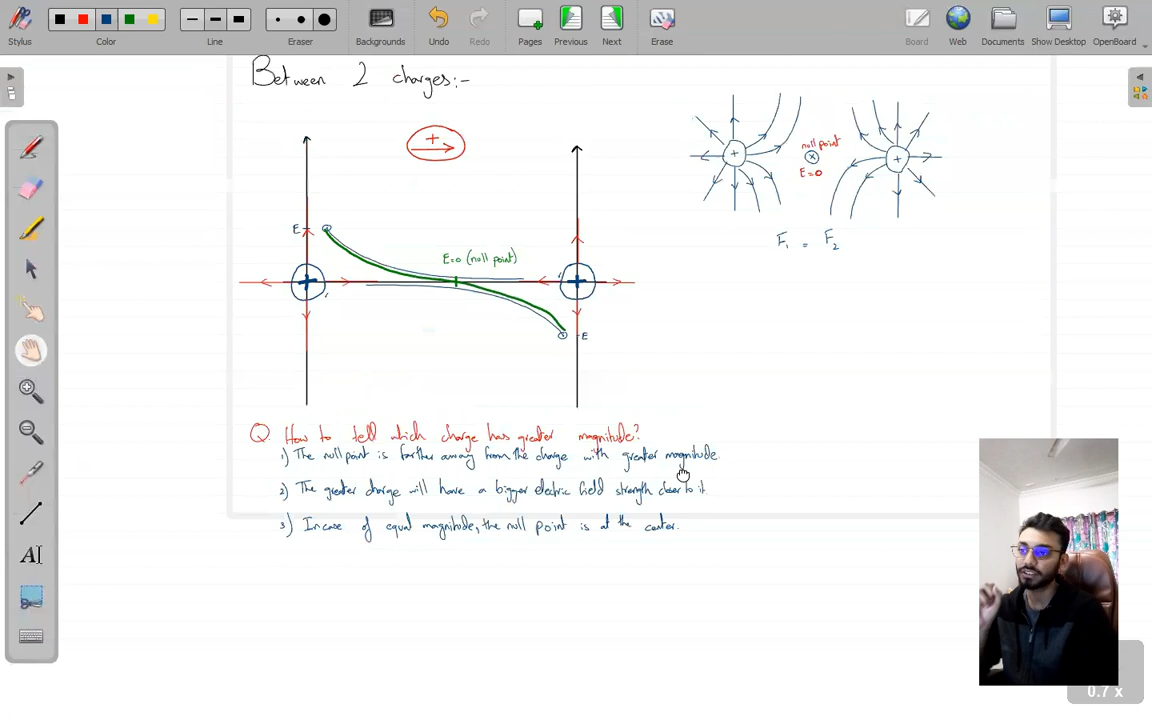 Stylus
Color
Line
Eraser
Backgrounds
Undo
Redo
Pages
Previous
Next
Erase
Board
Web
Documents
Show Desktop
OpenBoard
Between 2 charges:-
+
+
+
null point
E=0
F₁ = F₂
E
E=0 (null point)
+
+
E
Q. How to tell which charge has greater magnitude?
1) The null point is farther away from the charge with greater magnitude.
2) The greater charge will have a bigger electric field strength closer to it.
3) In case of equal magnitude, the null point is at the center.
AI
0.7 x